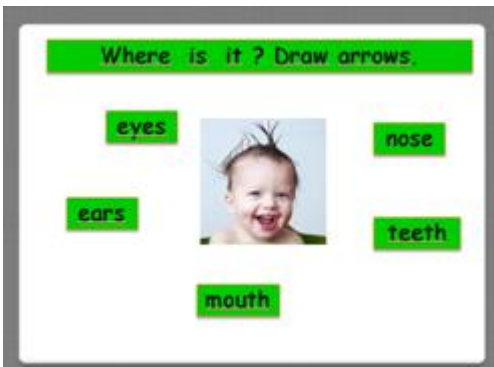 Where is it ? Draw arrows.
eyes
nose
ears
teeth
mouth